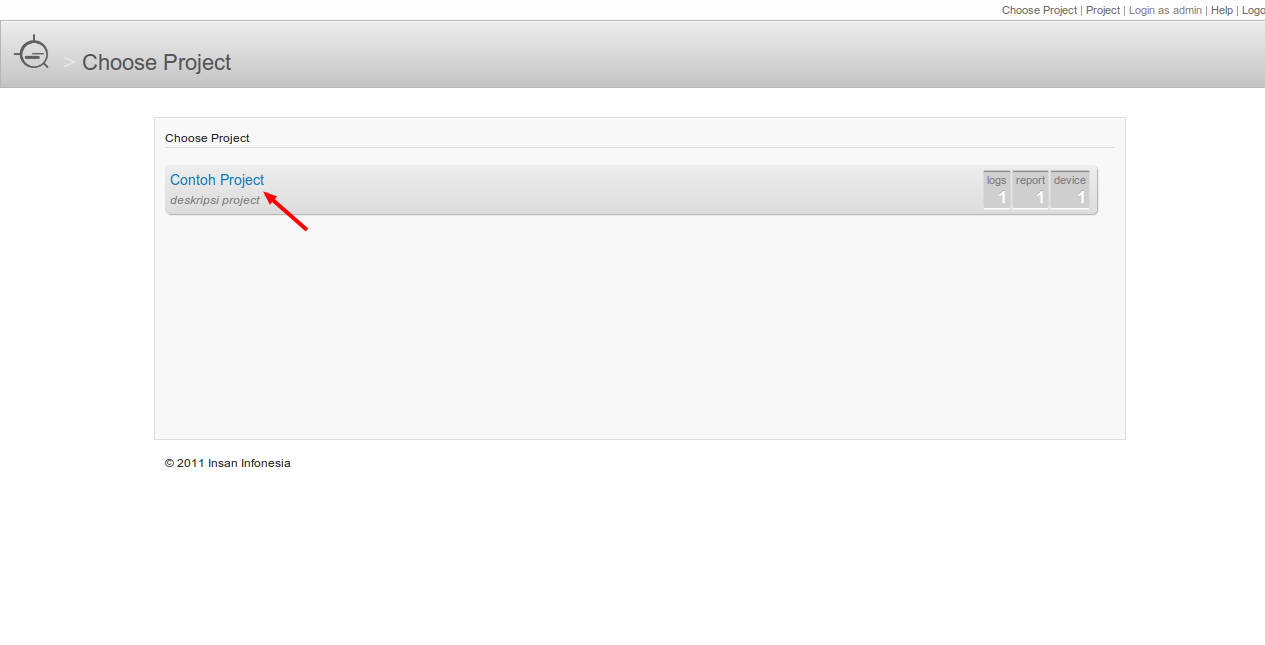 Choose Project | Project | Login as admin | Help | Logo
> Choose Project
Choose Project
Contoh Project
deskripsi project
logs report device
1 1 1
© 2011 Insan Infonesia